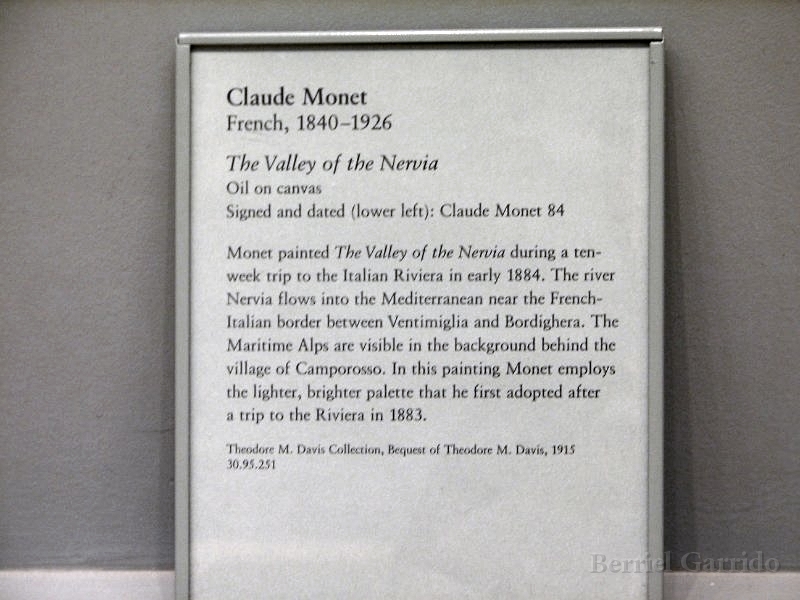 Claude Monet
French, 1840–1926
The Valley of the Nervia
Oil on canvas
Signed and dated (lower left): Claude Monet 84
Monet painted The Valley of the Nervia during a ten-
week trip to the Italian Riviera in early 1884. The river
Nervia flows into the Mediterranean near the French-
Italian border between Ventimiglia and Bordighera. The
Maritime Alps are visible in the background behind the
village of Camporosso. In this painting Monet employs
the lighter, brighter palette that he first adopted after
a trip to the Riviera in 1883.
Theodore M. Davis Collection, Bequest of Theodore M. Davis, 1915
30.95.251
Berriel Garrido